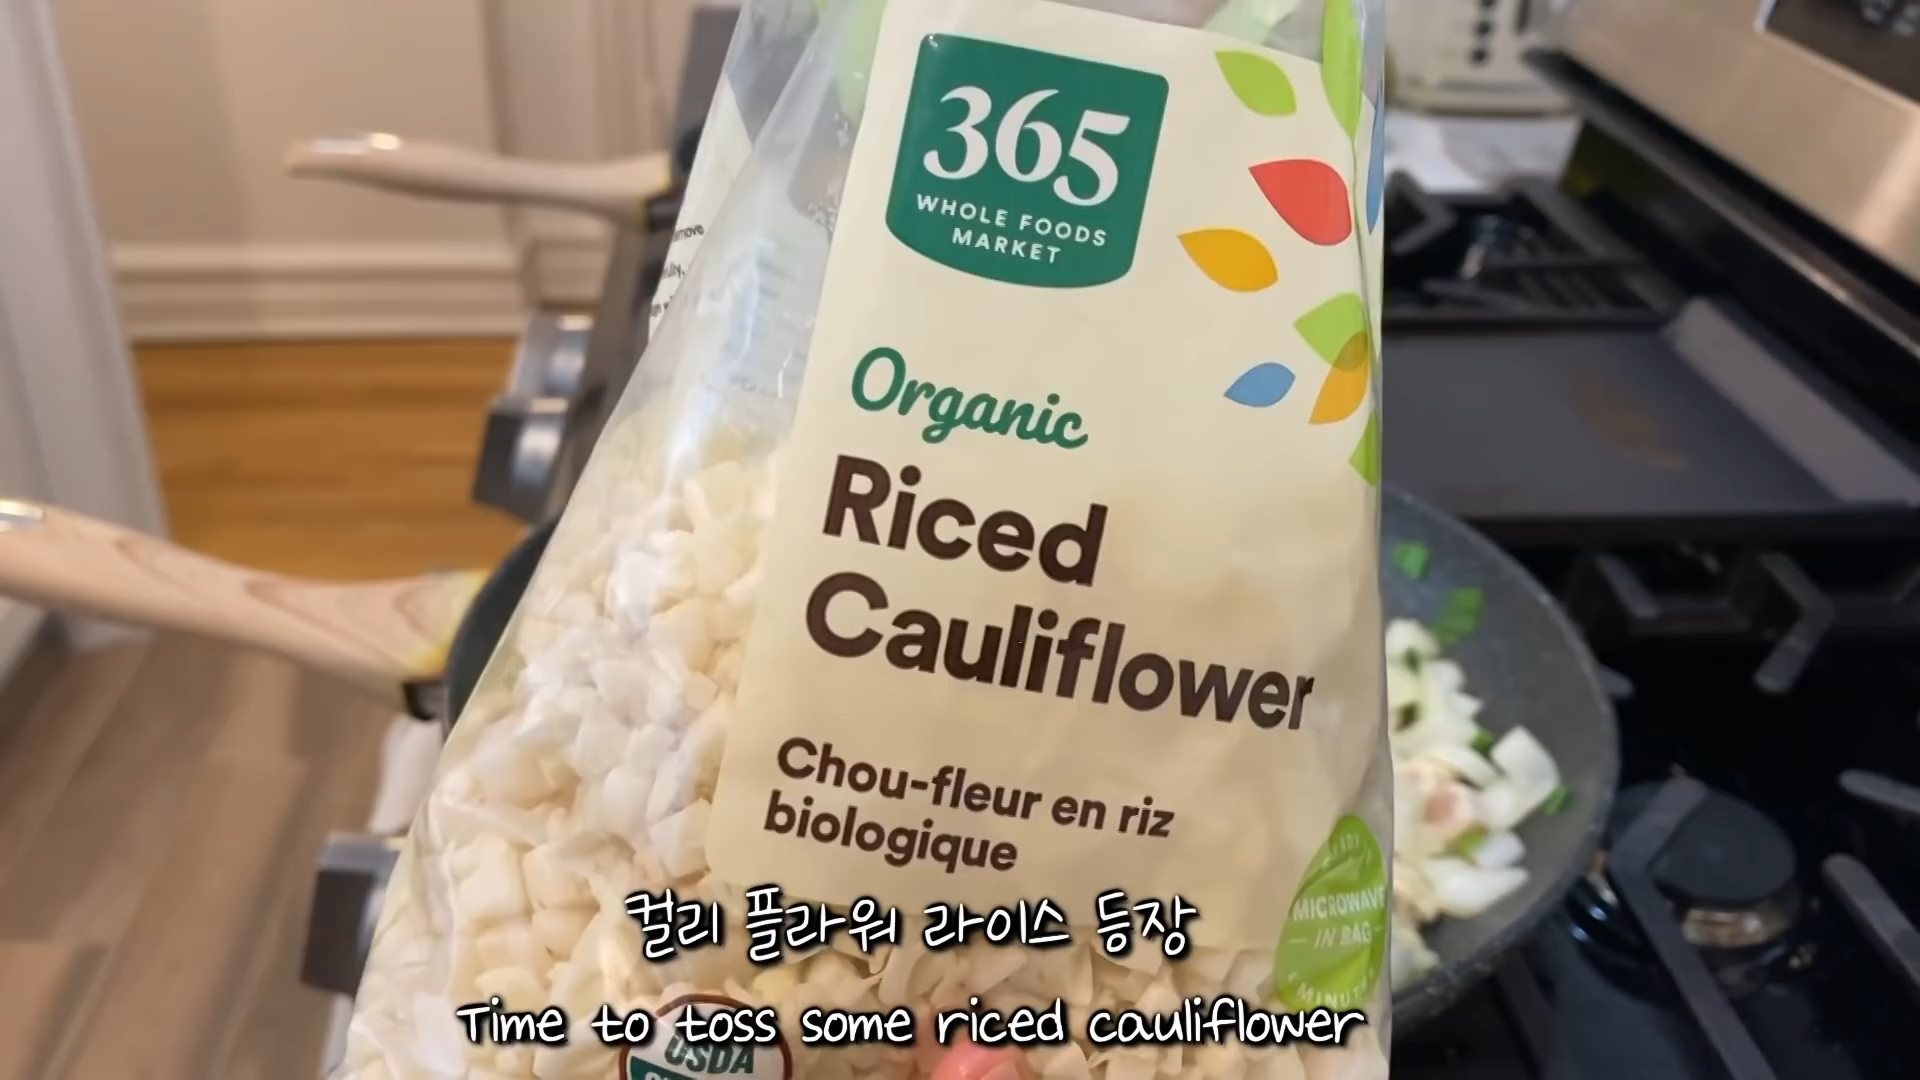 365
WHOLE FOODS
MARKET
Organic
Riced
Cauliflower
Chou-fleur en riz
biologique
MICROWAVE
IN BAG
컬리 플라워 라이스 등장
Time to toss some riced cauliflower
USDA